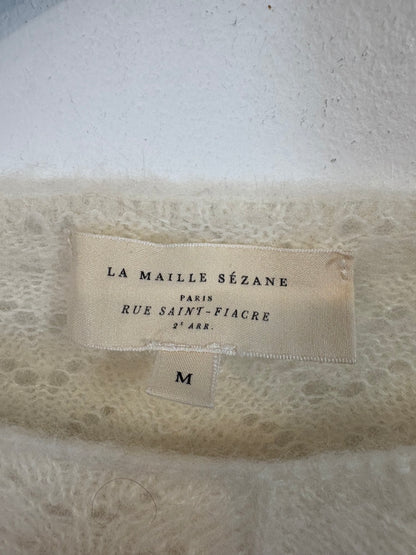 LA MAILLE SÉZANE
PARIS
RUE SAINT-FIACRE
2ᵉ ARR.
M